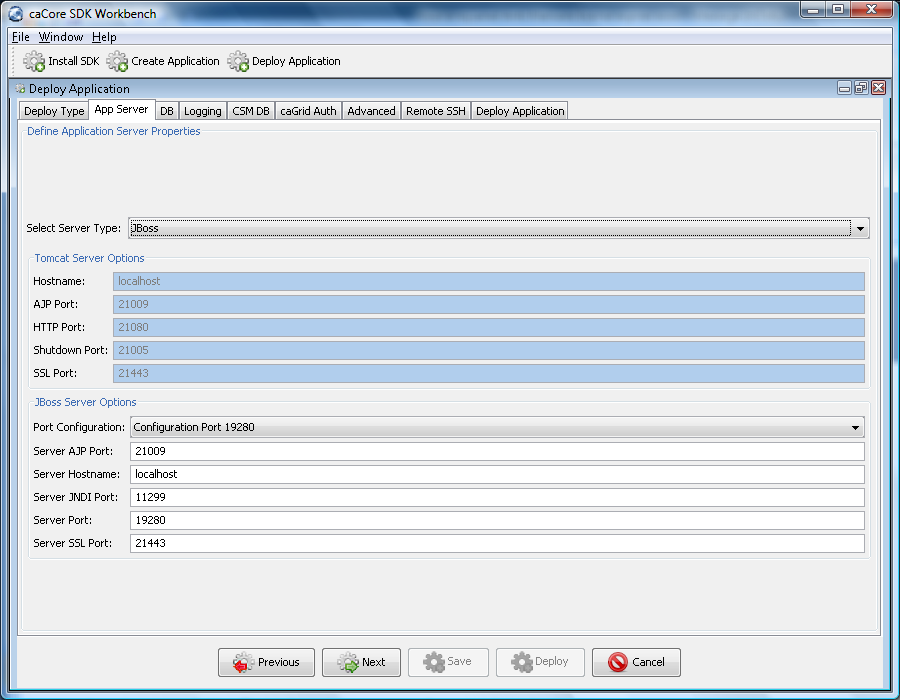 caCore SDK Workbench
File Window Help
Install SDK Create Application Deploy Application
Deploy Application
Deploy Type App Server DB Logging CSM DB caGrid Auth Advanced Remote SSH Deploy Application
Define Application Server Properties
Select Server Type: JBoss
Tomcat Server Options
Hostname: localhost
AJP Port: 21009
HTTP Port: 21080
Shutdown Port: 21005
SSL Port: 21443
JBoss Server Options
Port Configuration: Configuration Port 19280
Server AJP Port: 21009
Server Hostname: localhost
Server JNDI Port: 11299
Server Port: 19280
Server SSL Port: 21443
Previous Next Save Deploy Cancel